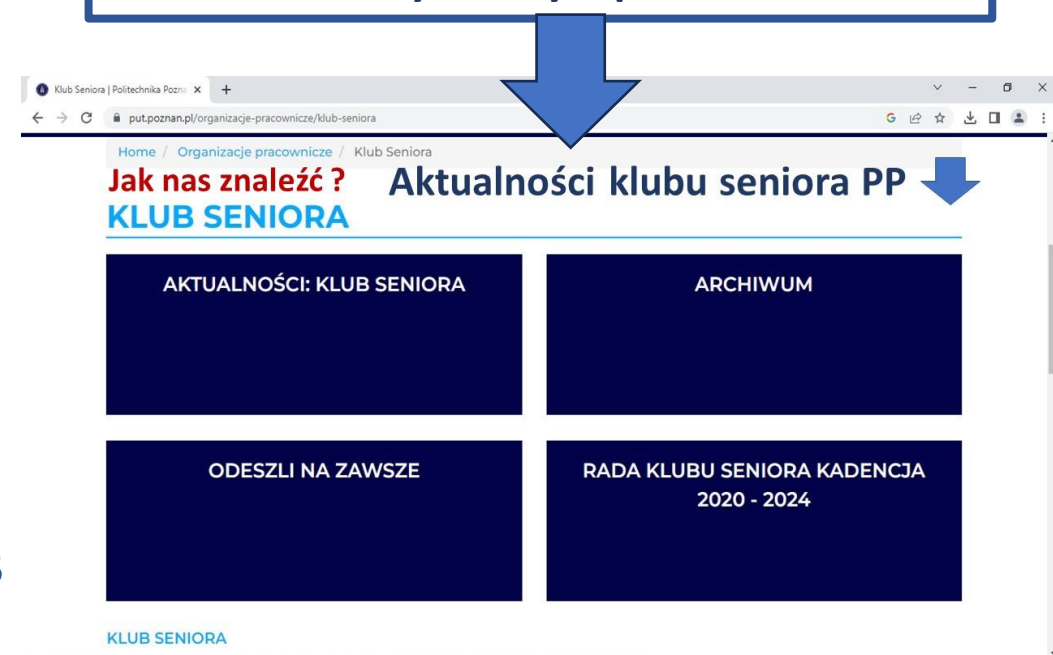 Klub Seniora | Politechnika Pozna
put.poznan.pl/organizacje-pracownicze/klub-seniora
Home / Organizacje pracownicze / Klub Seniora
Jak nas znaleźć ? Aktualności klubu seniora PP
KLUB SENIORA
AKTUALNOŚCI: KLUB SENIORA
ARCHIWUM
ODESZLI NA ZAWSZE
RADA KLUBU SENIORA KADENCJA
2020 - 2024
KLUB SENIORA